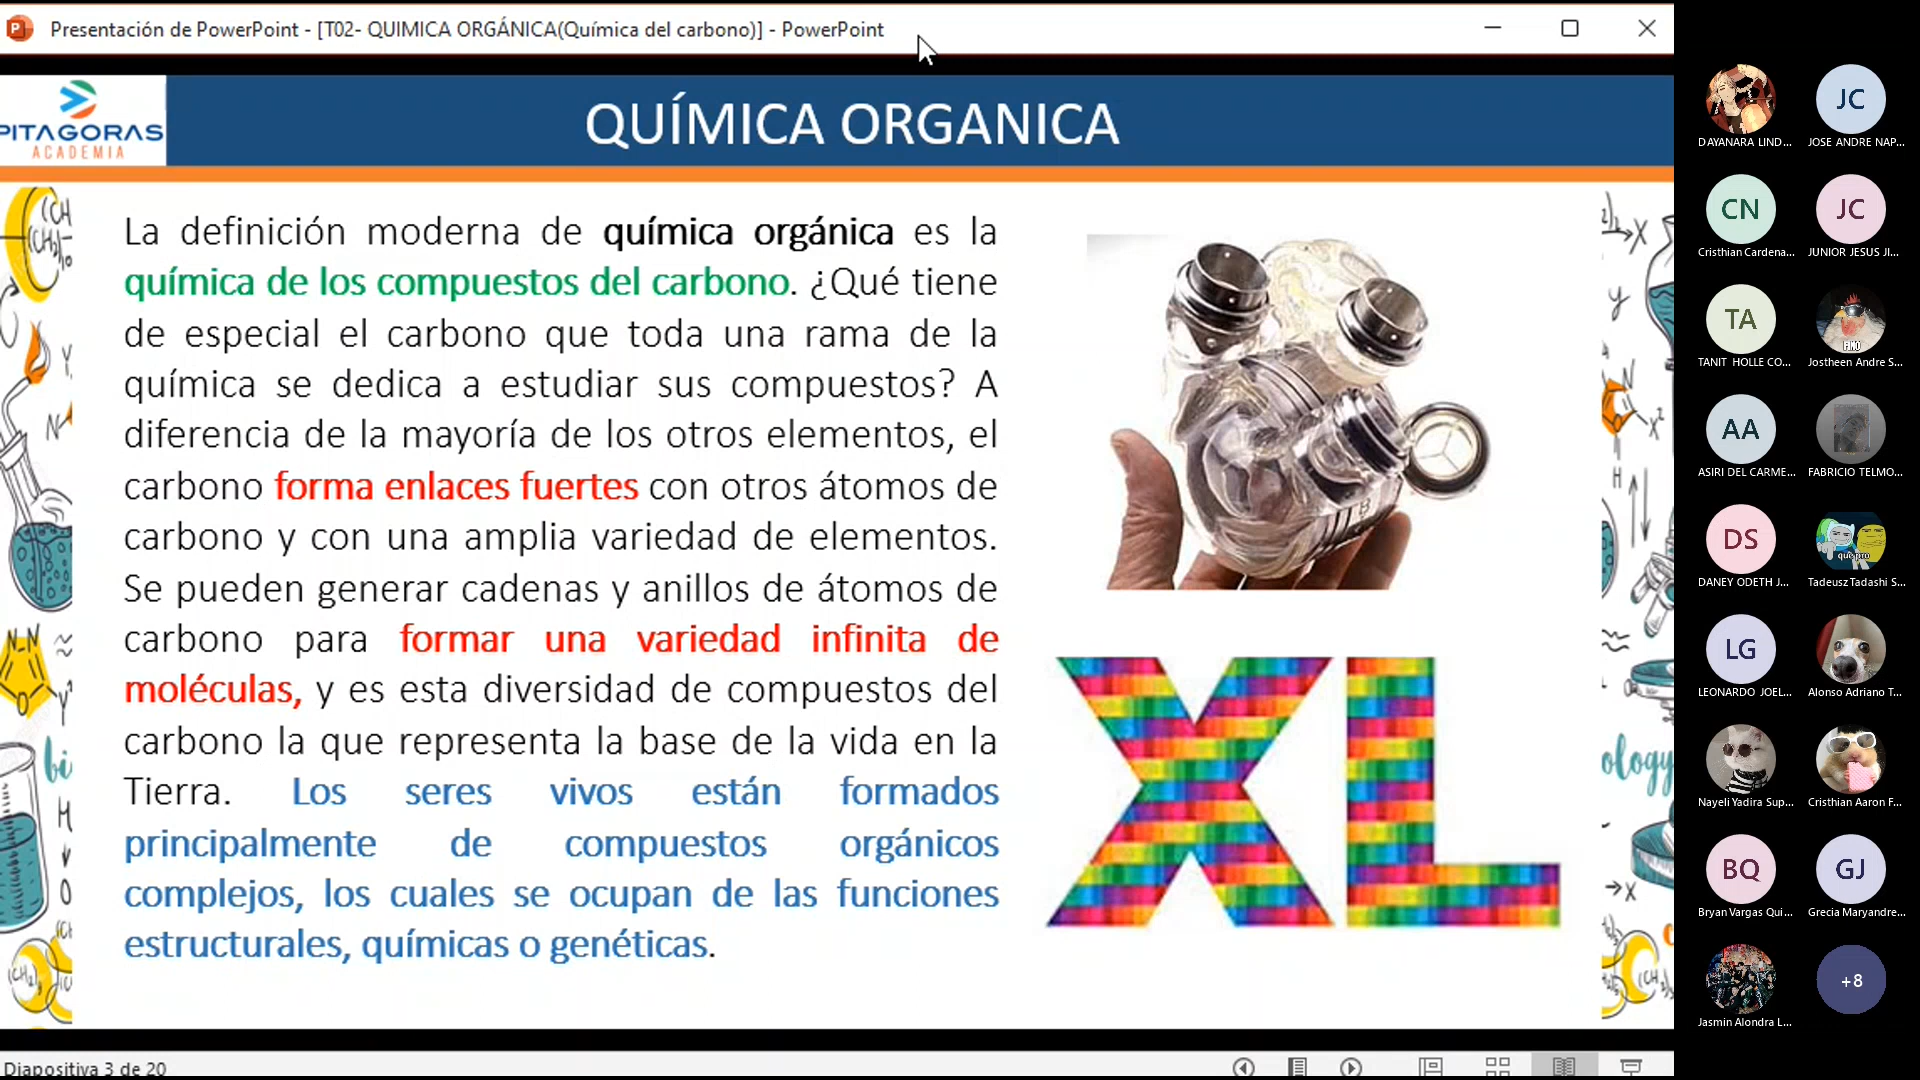 Presentación de PowerPoint - [T02- QUIMICA ORGÁNICA(Química del carbono)] - PowerPoint
PITAGORAS
ACADEMIA
QUÍMICA ORGANICA
La definición moderna de química orgánica es la
química de los compuestos del carbono. ¿Qué tiene
de especial el carbono que toda una rama de la
química se dedica a estudiar sus compuestos? A
diferencia de la mayoría de los otros elementos, el
carbono forma enlaces fuertes con otros átomos de
carbono y con una amplia variedad de elementos.
Se pueden generar cadenas y anillos de átomos de
carbono para formar una variedad infinita de
moléculas, y es esta diversidad de compuestos del
carbono la que representa la base de la vida en la
Tierra. Los seres vivos están formados
principalmente de compuestos orgánicos
complejos, los cuales se ocupan de las funciones
estructurales, químicas o genéticas.
XL
ology
Diapositiva 3 de 20
DAYANARA LIND...
JC
JOSE ANDRE NAP...
CN
Cristhian Cardena...
JC
JUNIOR JESUS JI...
TA
TANIT HOLLE CO...
FINO
Jostheen Andre S...
AA
ASIRI DEL CARME...
FABRICIO TELMO...
DS
DANEY ODETH J...
que pro
Tadeusz Tadashi S...
LG
LEONARDO JOEL...
Alonso Adriano T...
Nayeli Yadira Sup...
Cristhian Aaron F...
BQ
Bryan Vargas Qui...
GJ
Grecia Maryandre...
Jasmin Alondra L...
+8